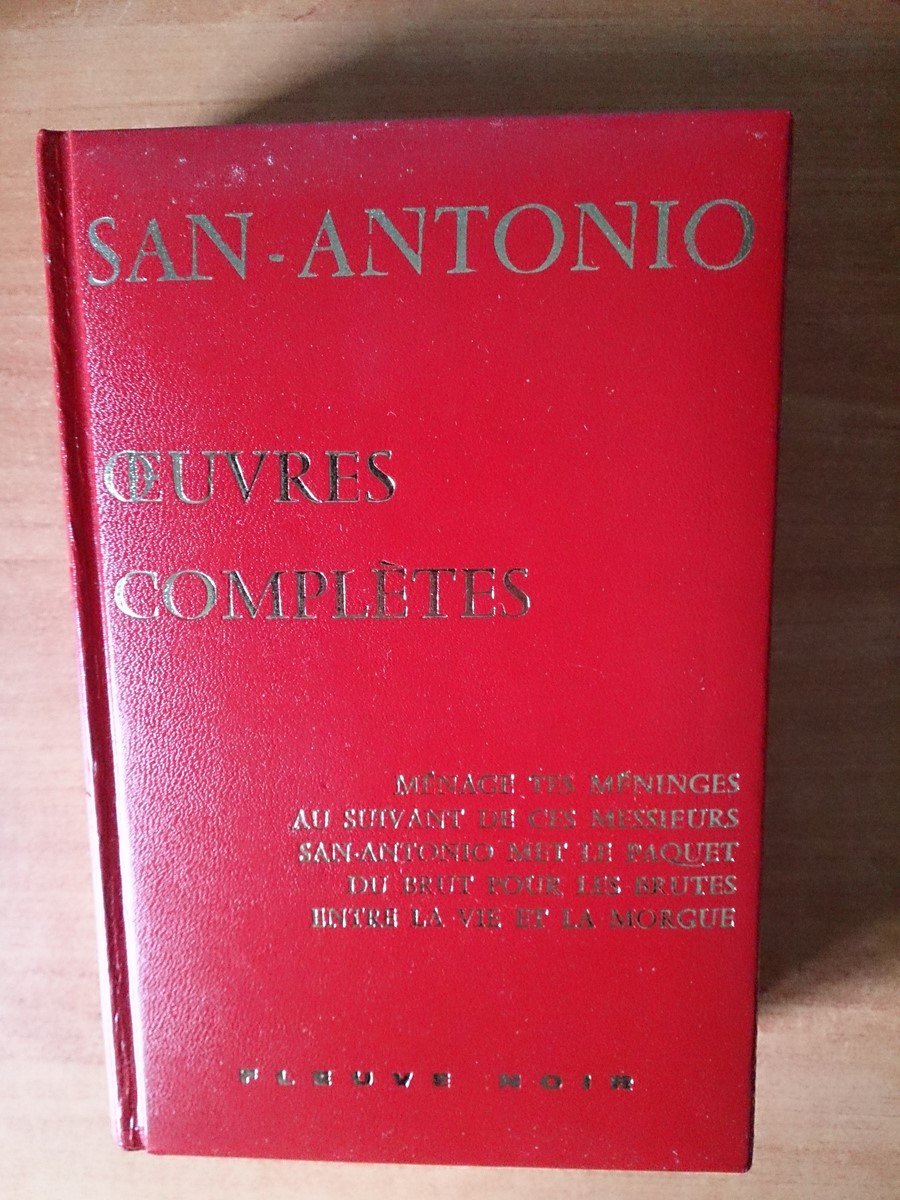 SAN-ANTONIO
ŒUVRES
COMPLÈTES
MÉNAGE TES MÉNINGES
AU SUIVANT DE CES MESSIEURS
SAN-ANTONIO MET LE PAQUET
DU BRUT POUR LES BRUTES
ENTRE LA VIE ET LA MORGUE
FLEUVE NOIR